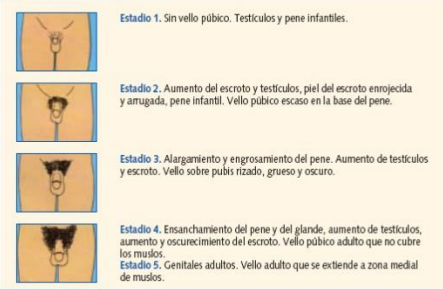 Estadio 1. Sin vello púbico. Testículos y pene infantiles.
Estadio 2. Aumento del escroto y testículos, piel del escroto enrojecida
y arrugada, pene infantil. Vello púbico escaso en la base del pene.
Estadio 3. Alargamiento y engrosamiento del pene. Aumento de testículos
y escroto. Vello sobre pubis rizado, grueso y oscuro.
Estadio 4. Ensanchamiento del pene y del glande, aumento de testículos,
aumento y oscurecimiento del escroto. Vello púbico adulto que no cubre
los muslos.
Estadio 5. Genitales adultos. Vello adulto que se extiende a zona medial
de muslos.